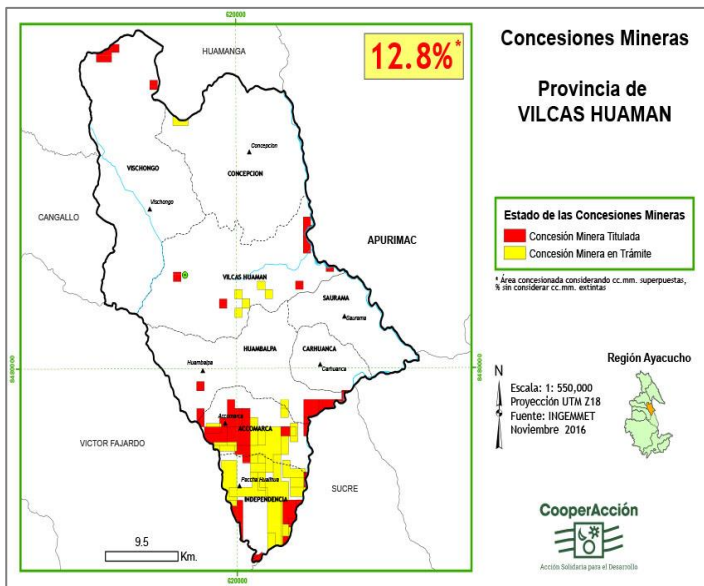 620000
HUAMANGA
12.8%*
Concepcion
VISCHONGO
CONCEPCION
Vischongo
CANGALLO
APURIMAC
VILCAS HUAMAN
SAURAMA
Saurama
HUAMBALPA
CARHUANCA
Huambalpa
Carhuanca
8480000
8480000
Accomarca
ACCOMARCA
VICTOR FAJARDO
Paccha Huallhua
INDEPENDENCIA
SUCRE
9.5
Km.
620000
Concesiones Mineras
Provincia de
VILCAS HUAMAN
Estado de las Concesiones Mineras
Concesión Minera Titulada
Concesión Minera en Trámite
* Área concesionada considerando cc.mm. superpuestas,
% sin considerar cc.mm. extintas
Región Ayacucho
N
Escala: 1: 550,000
Proyección UTM Z18
Fuente: INGEMMET
Noviembre 2016
CooperAcción
Acción Solidaria para el Desarrollo